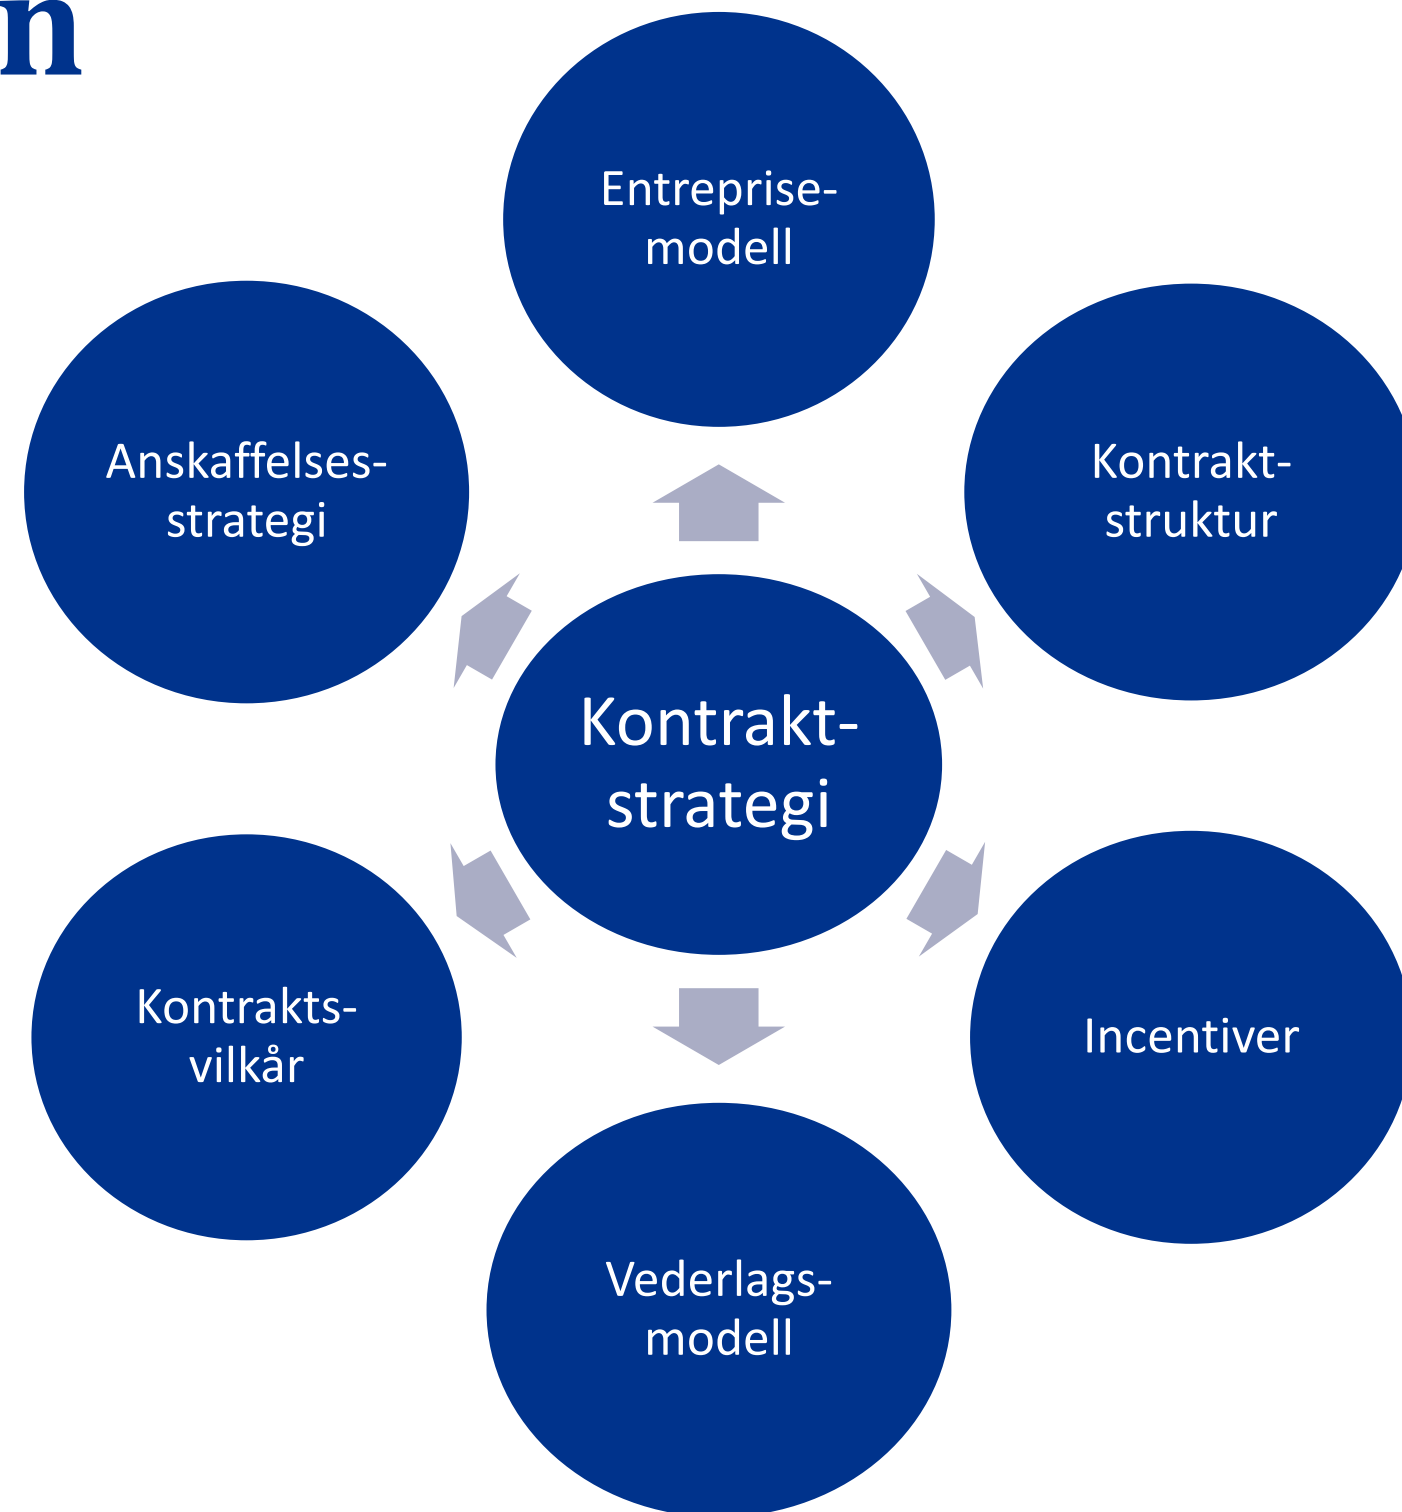 n
Entreprise-
modell
Anskaffelses-
strategi
Kontrakt-
struktur
Kontrakt-
strategi
Kontrakts-
vilkår
Incentiver
Vederlags-
modell